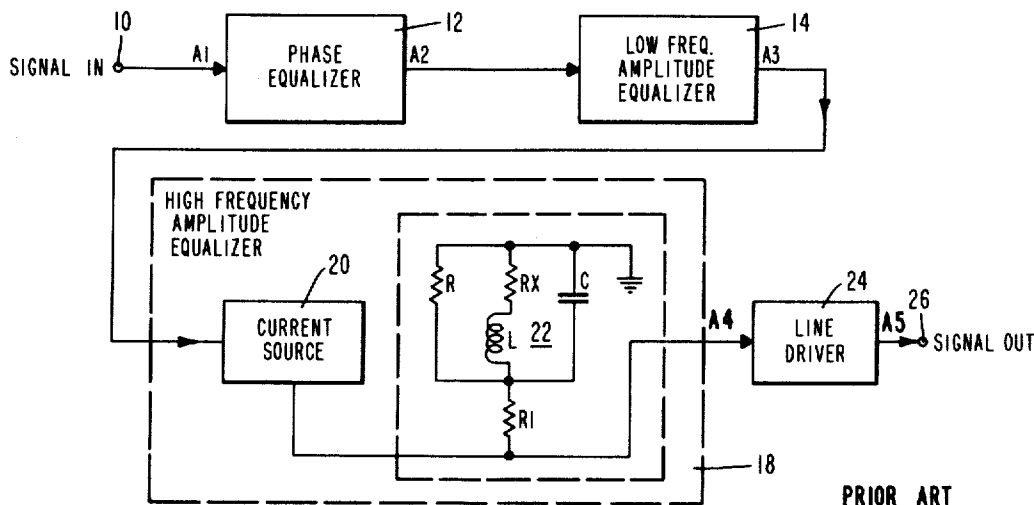 10
SIGNAL IN
A1
12
PHASE
EQUALIZER
A2
14
LOW FREQ.
AMPLITUDE
EQUALIZER
A3
HIGH FREQUENCY
AMPLITUDE
EQUALIZER
20
CURRENT
SOURCE
R
RX
C
L
22
R1
A4
24
LINE
DRIVER
A5
26
SIGNAL OUT
18
PRIOR ART